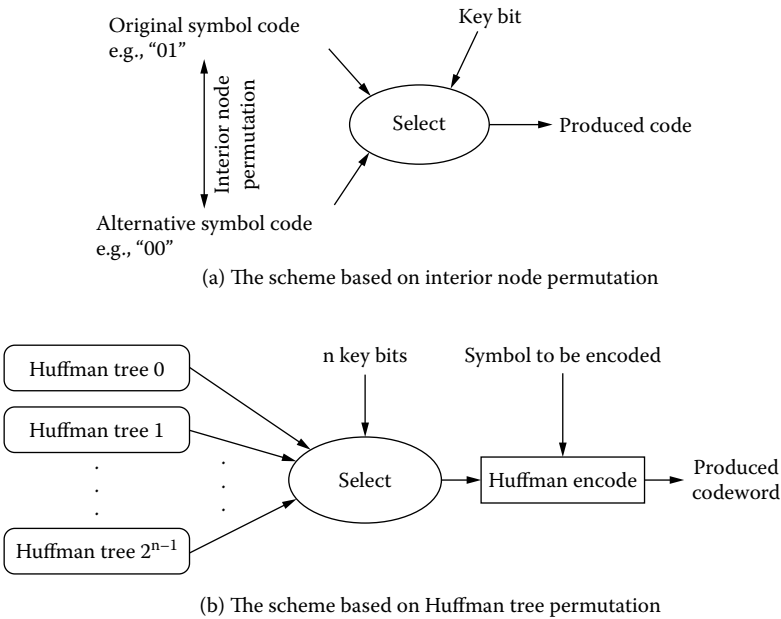 Original symbol code
e.g., “01”
Key bit
Interior node
permutation
Select
Produced code
Alternative symbol code
e.g., “00”
(a) The scheme based on interior node permutation
n key bits
Symbol to be encoded
Huffman tree 0
Huffman tree 1
Select
Huffman encode
Produced
codeword
Huffman tree 2ⁿ⁻¹
(b) The scheme based on Huffman tree permutation